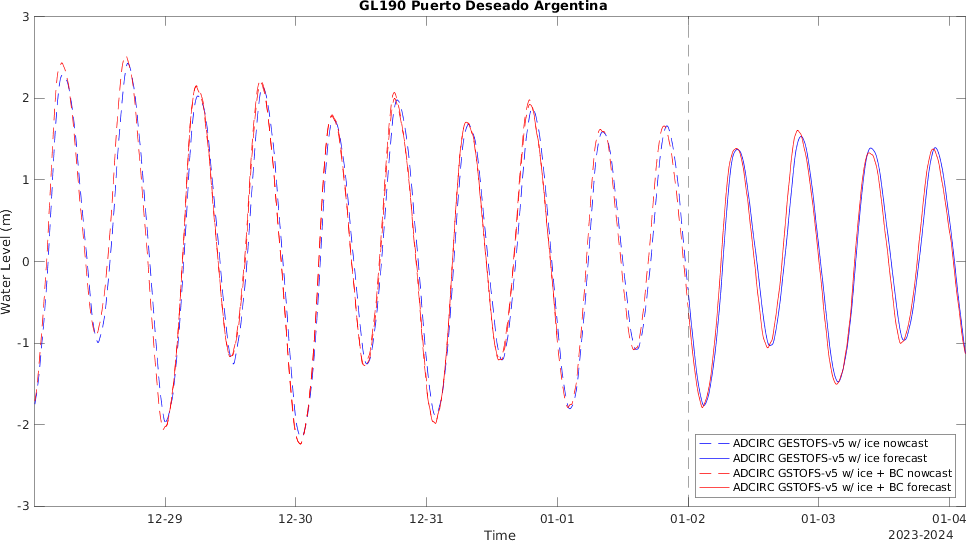 GL190 Puerto Deseado Argentina
3
2
1
0
-1
-2
-3
Water Level (m)
12-29
12-30
12-31
01-01
01-02
01-03
01-04
Time
2023-2024
ADCIRC GESTOFS-v5 w/ ice nowcast
ADCIRC GESTOFS-v5 w/ ice forecast
ADCIRC GSTOFS-v5 w/ ice + BC nowcast
ADCIRC GSTOFS-v5 w/ ice + BC forecast